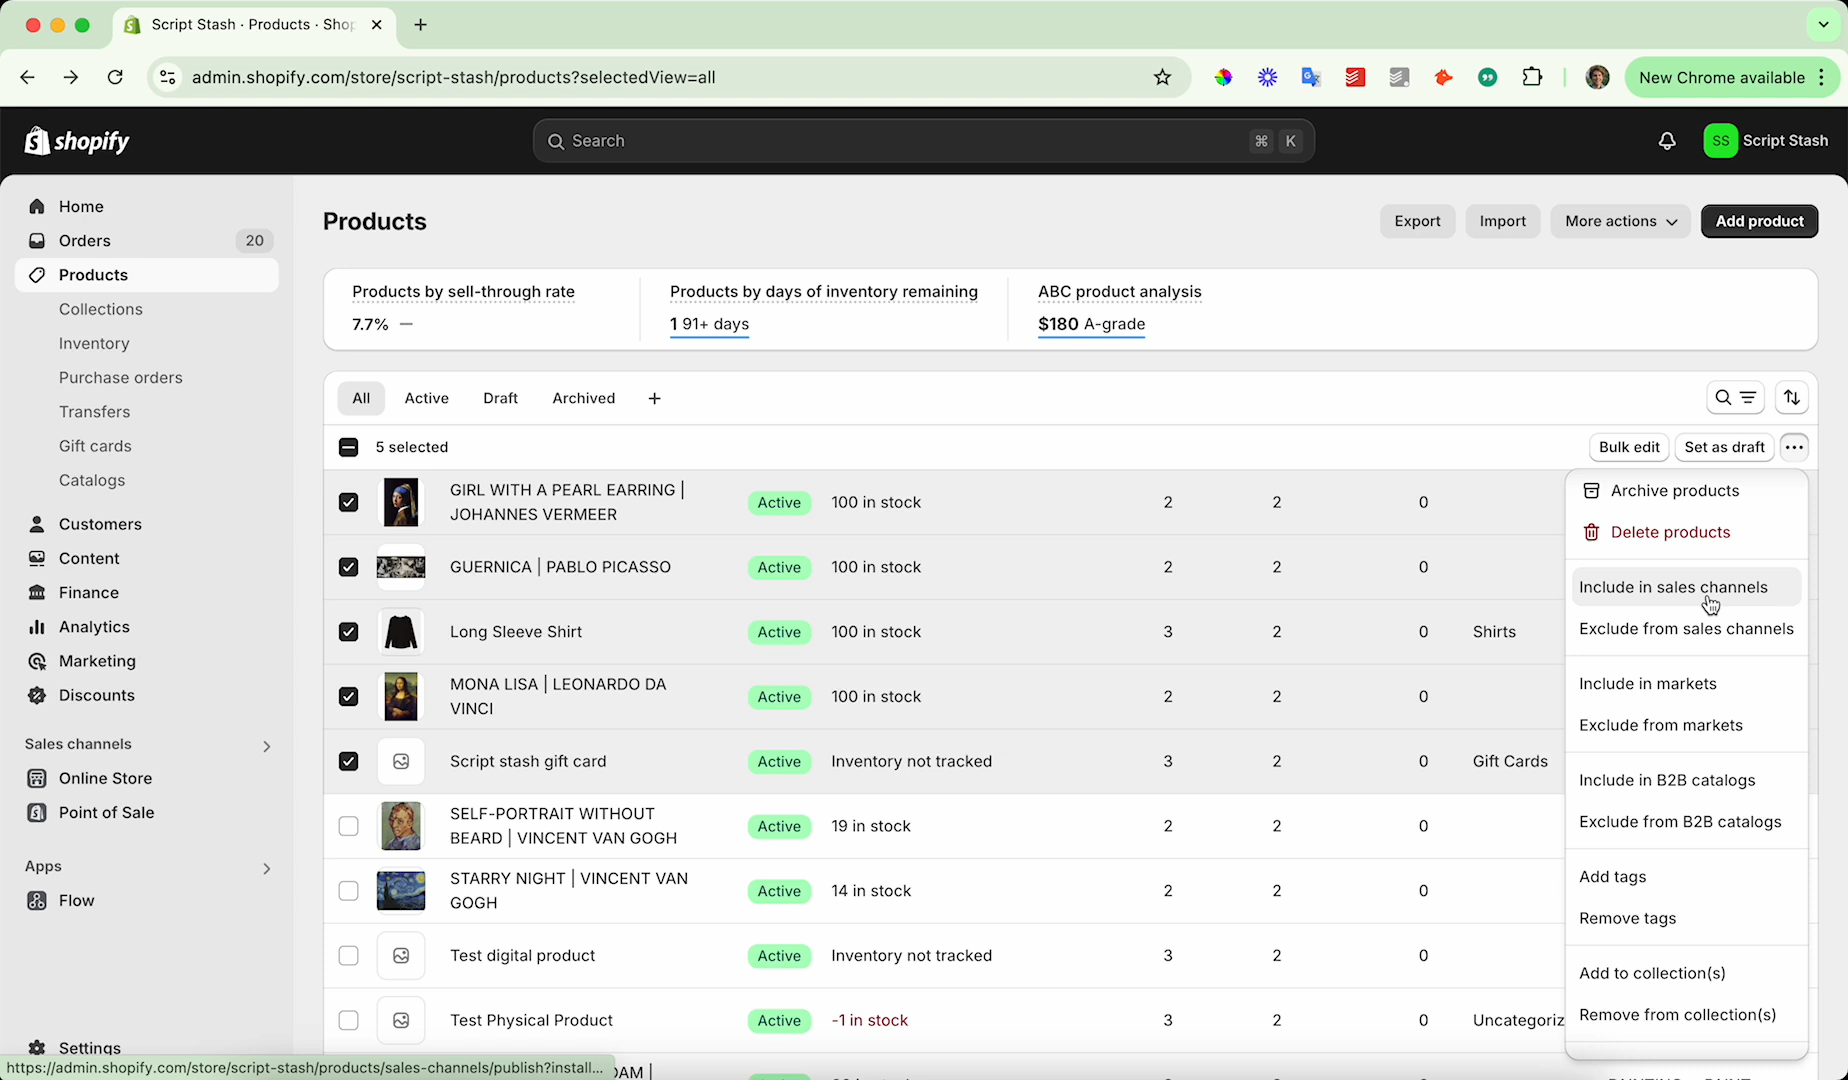 Script Stash · Products · Shop
admin.shopify.com/store/script-stash/products?selectedView=all
New Chrome available
shopify
Search
⌘ K
SS Script Stash
Home
Orders 20
Products
Collections
Inventory
Purchase orders
Transfers
Gift cards
Catalogs
Customers
Content
Finance
Analytics
Marketing
Discounts
Sales channels
Online Store
Point of Sale
Apps
Flow
Settings
https://admin.shopify.com/store/script-stash/products/sales-channels/publish?install...
Products
Export Import More actions Add product
Products by sell-through rate
7.7% —
Products by days of inventory remaining
1 91+ days
ABC product analysis
$180 A-grade
All Active Draft Archived +
5 selected
Bulk edit Set as draft ...
GIRL WITH A PEARL EARRING |
JOHANNES VERMEER
Active 100 in stock 2 2 0
GUERNICA | PABLO PICASSO Active 100 in stock 2 2 0
Long Sleeve Shirt Active 100 in stock 3 2 0 Shirts
MONA LISA | LEONARDO DA
VINCI
Active 100 in stock 2 2 0
Script stash gift card Active Inventory not tracked 3 2 0 Gift Cards
SELF-PORTRAIT WITHOUT
BEARD | VINCENT VAN GOGH
Active 19 in stock 2 2 0
STARRY NIGHT | VINCENT VAN
GOGH
Active 14 in stock 2 2 0
Test digital product Active Inventory not tracked 3 2 0
Test Physical Product Active -1 in stock 3 2 0 Uncategoriz
Archive products
Delete products
Include in sales channels
Exclude from sales channels
Include in markets
Exclude from markets
Include in B2B catalogs
Exclude from B2B catalogs
Add tags
Remove tags
Add to collection(s)
Remove from collection(s)